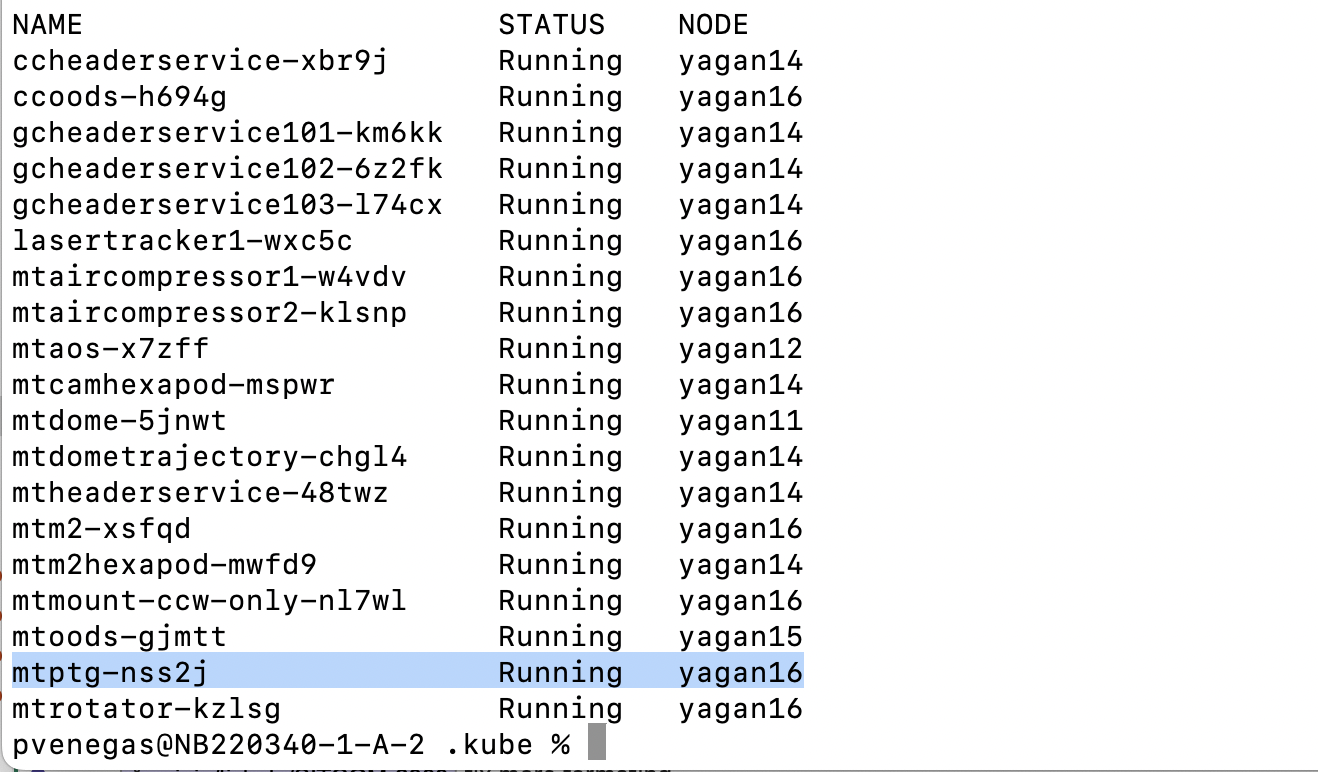 NAME STATUS NODE
ccheaderservice-xbr9j Running yagan14
ccoods-h694g Running yagan16
gcheaderservice101-km6kk Running yagan14
gcheaderservice102-6z2fk Running yagan14
gcheaderservice103-l74cx Running yagan14
lasertracker1-wxc5c Running yagan16
mtaircompressor1-w4vdv Running yagan16
mtaircompressor2-klsnp Running yagan16
mtaos-x7zff Running yagan12
mtcamhexapod-mspwr Running yagan14
mtdome-5jnwt Running yagan11
mtdometrajectory-chgl4 Running yagan14
mtheaderservice-48twz Running yagan14
mtm2-xsfqd Running yagan16
mtm2hexapod-mwfd9 Running yagan14
mtmount-ccw-only-nl7wl Running yagan16
mtoods-gjmtt Running yagan15
mtptg-nss2j Running yagan16
mtrotator-kzlsg Running yagan16
pvenegas@NB220340-1-A-2 .kube %